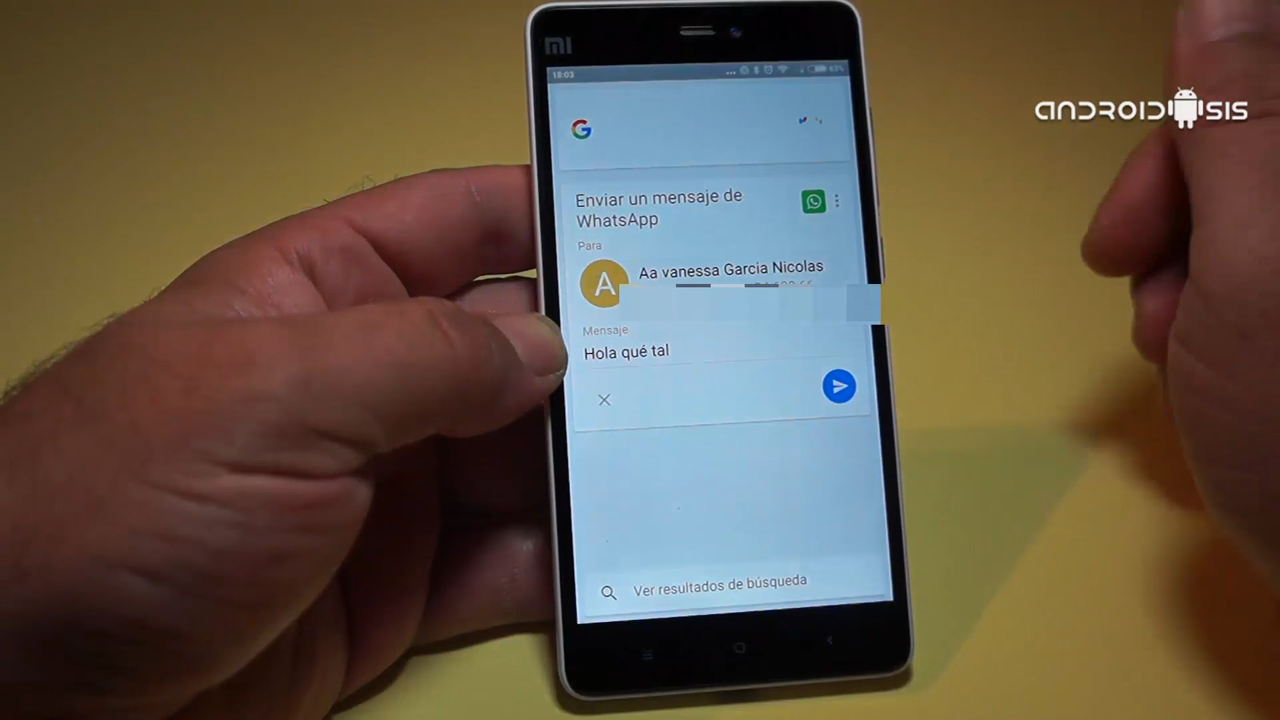 mi
18:03
63%
ANDROIDSIS
G
Enviar un mensaje de
WhatsApp
Para
A
Aa vanessa Garcia Nicolas
Mensaje
Hola qué tal
Ver resultados de búsqueda